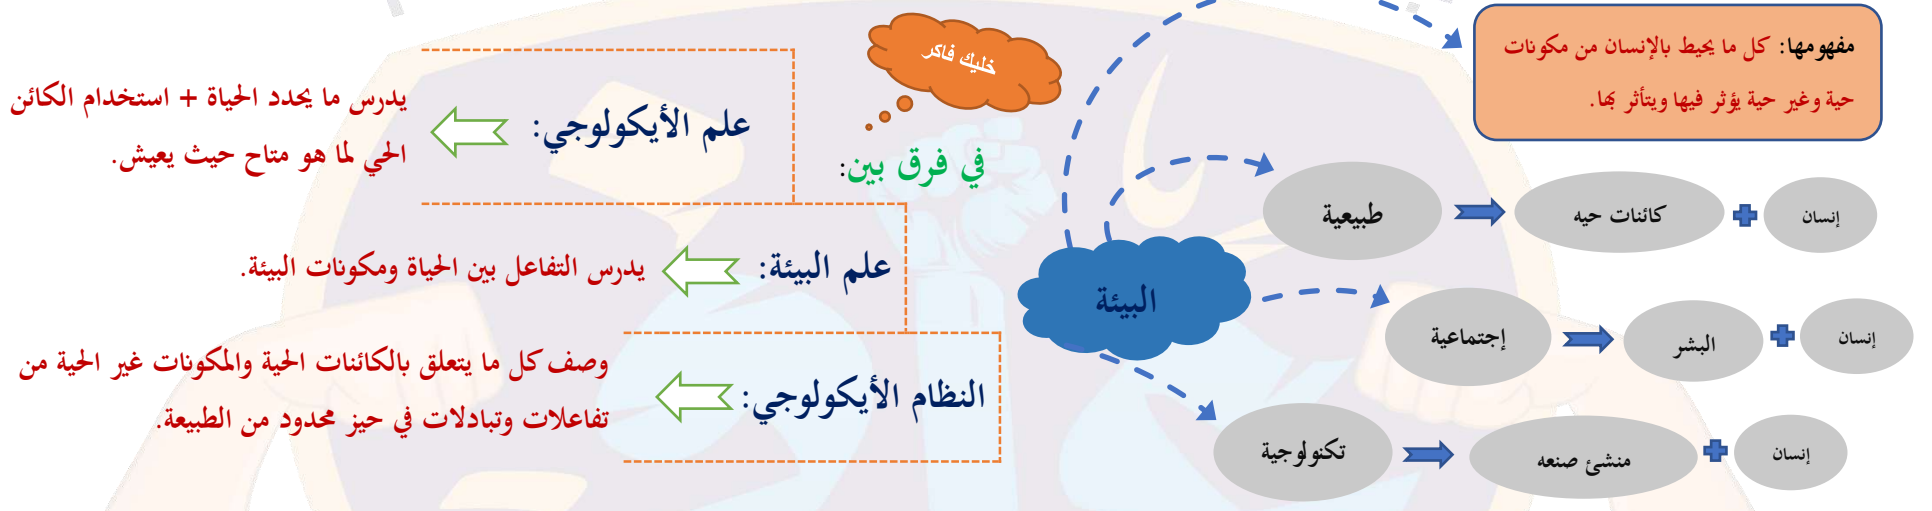 مفهومها: كل ما يحيط بالإنسان من مكونات
حية وغير حية يؤثر فيها ويتأثر بها.
البيئة
طبيعية
كائنات حيه
إنسان
إجتماعية
البشر
إنسان
تكنولوجية
منشئ صنعه
إنسان
خليك فاكر
في فرق بين:
علم الأيكولوجي:
يدرس ما يحدد الحياة + استخدام الكائن
الحي لما هو متاح حيث يعيش.
علم البيئة:
يدرس التفاعل بين الحياة ومكونات البيئة.
النظام الأيكولوجي:
وصف كل ما يتعلق بالكائنات الحية والمكونات غير الحية من
تفاعلات وتبادلات في حيز محدود من الطبيعة.